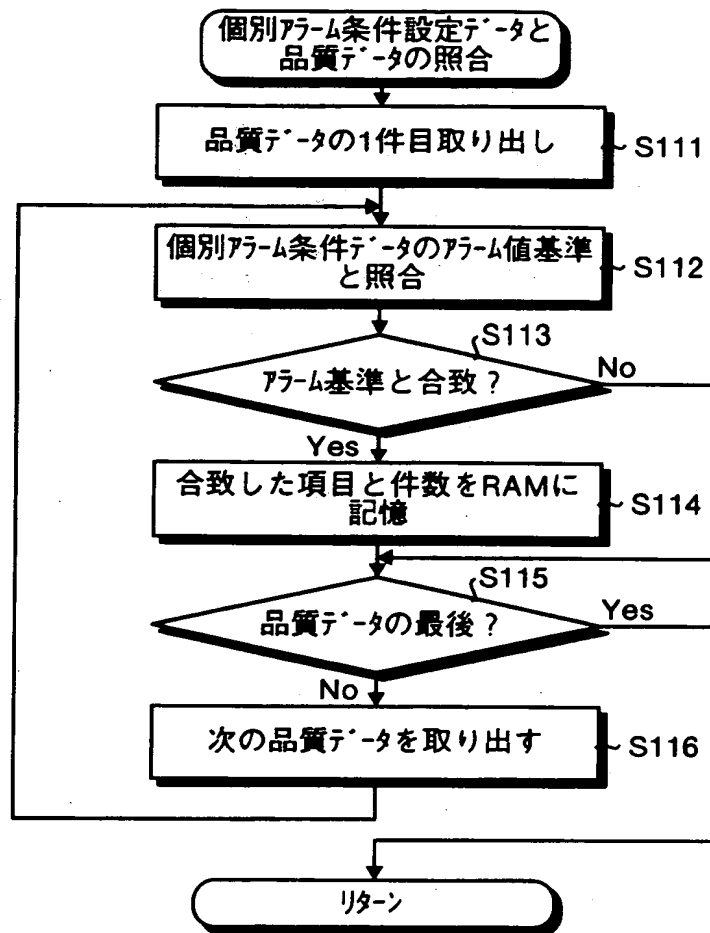 個別ｱﾗｰﾑ条件設定ﾃﾞｰﾀと
品質ﾃﾞｰﾀの照合
品質ﾃﾞｰﾀの1件目取り出し
S111
個別ｱﾗｰﾑ条件ﾃﾞｰﾀのｱﾗｰﾑ値基準
と照合
S112
S113
ｱﾗｰﾑ基準と合致？
No
Yes
合致した項目と件数をRAMに
記憶
S114
S115
品質ﾃﾞｰﾀの最後？
Yes
No
次の品質ﾃﾞｰﾀを取り出す
S116
ﾘﾀｰﾝ